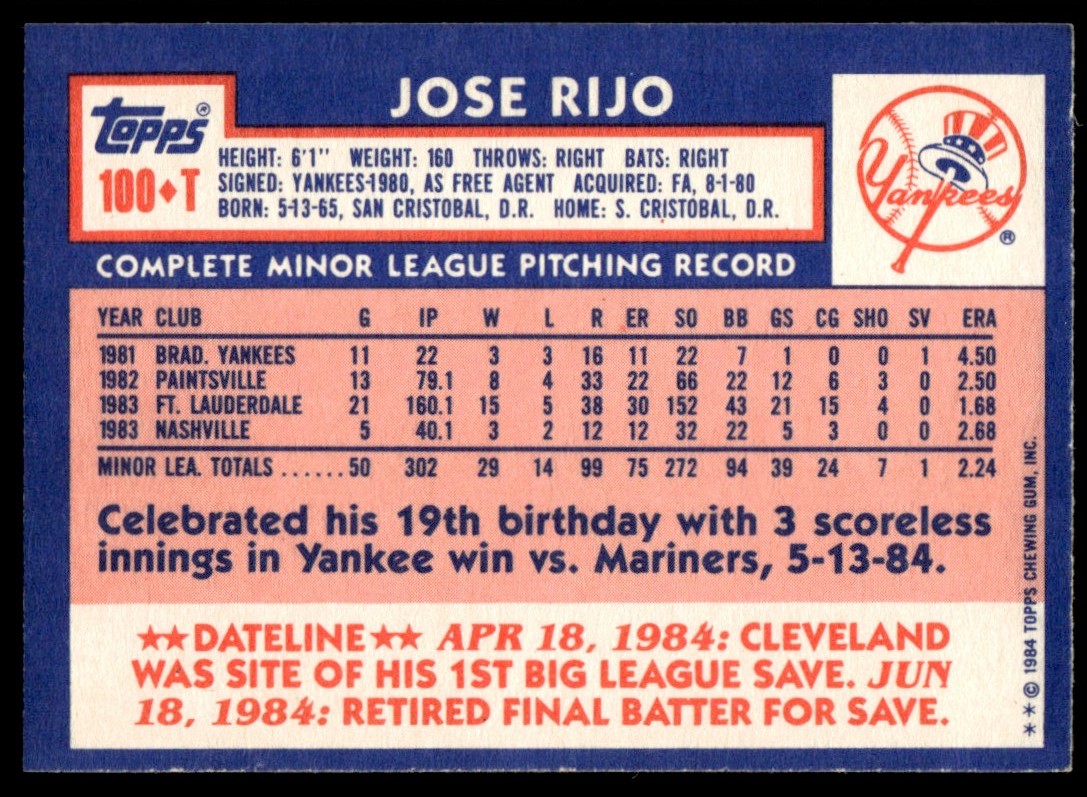 JOSE RIJO
Topps®
100♦T
HEIGHT: 6'1" WEIGHT: 160 THROWS: RIGHT BATS: RIGHT
SIGNED: YANKEES-1980, AS FREE AGENT ACQUIRED: FA, 8-1-80
BORN: 5-13-65, SAN CRISTOBAL, D.R. HOME: S. CRISTOBAL, D.R.
Yankees
®
COMPLETE MINOR LEAGUE PITCHING RECORD
YEAR CLUB G IP W L R ER SO BB GS CG SHO SV ERA
1981 BRAD. YANKEES 11 22 3 3 16 11 22 7 1 0 0 1 4.50
1982 PAINTSVILLE 13 79.1 8 4 33 22 66 22 12 6 3 0 2.50
1983 FT. LAUDERDALE 21 160.1 15 5 38 30 152 43 21 15 4 0 1.68
1983 NASHVILLE 5 40.1 3 2 12 12 32 22 5 3 0 0 2.68
MINOR LEA. TOTALS ...... 50 302 29 14 99 75 272 94 39 24 7 1 2.24
Celebrated his 19th birthday with 3 scoreless
innings in Yankee win vs. Mariners, 5-13-84.
★★DATELINE★★ APR 18, 1984: CLEVELAND
WAS SITE OF HIS 1ST BIG LEAGUE SAVE. JUN
18, 1984: RETIRED FINAL BATTER FOR SAVE.
**© 1984 TOPPS CHEWING GUM, INC.